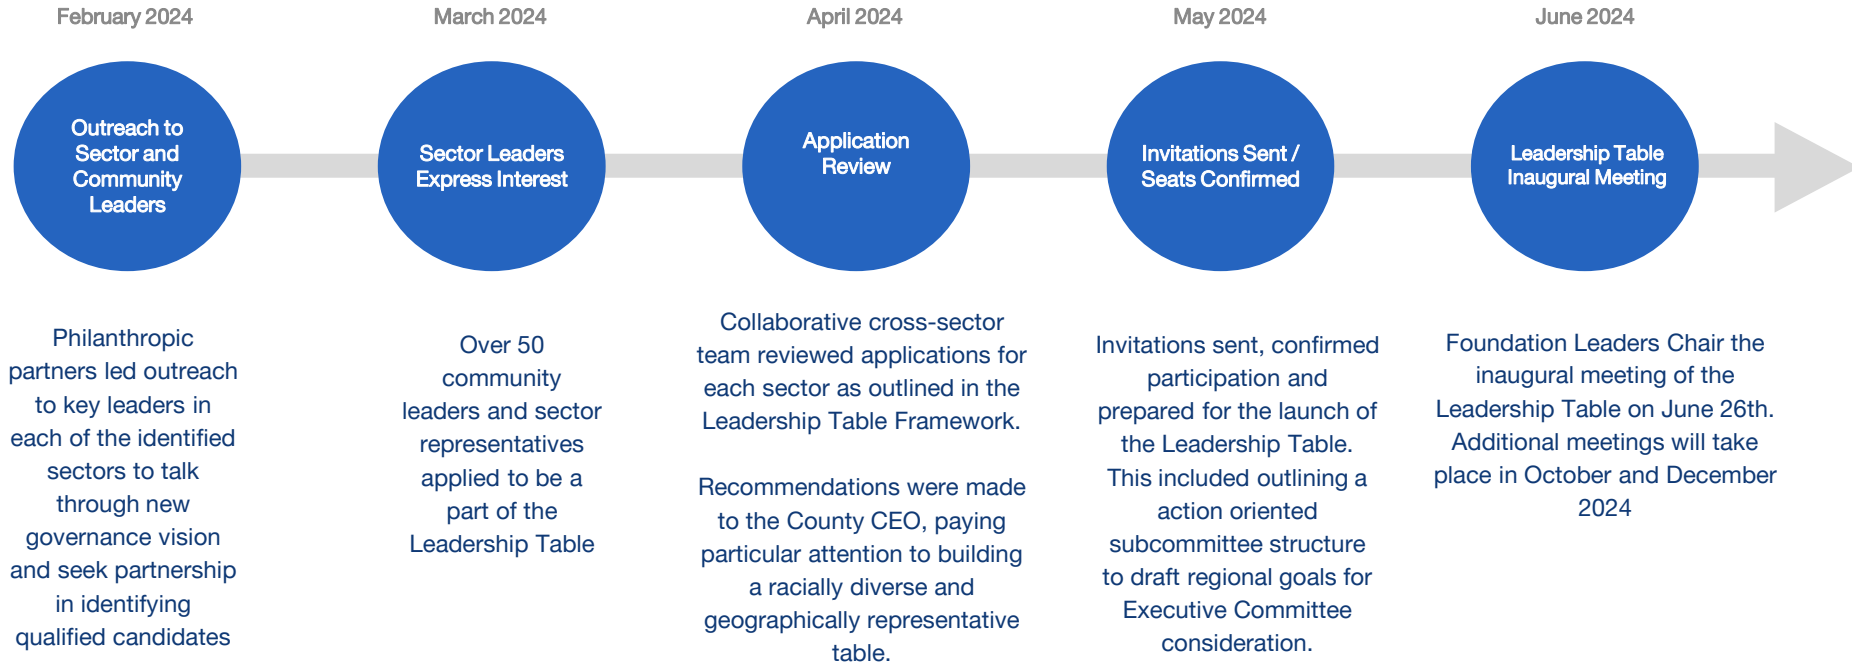 February 2024
March 2024
April 2024
May 2024
June 2024
Outreach to
Sector and
Community
Leaders
Sector Leaders
Express Interest
Application
Review
Invitations Sent /
Seats Confirmed
Leadership Table
Inaugural Meeting
Philanthropic
partners led outreach
to key leaders in
each of the identified
sectors to talk
through new
governance vision
and seek partnership
in identifying
qualified candidates
Over 50
community
leaders and sector
representatives
applied to be a
part of the
Leadership Table
Collaborative cross-sector
team reviewed applications for
each sector as outlined in the
Leadership Table Framework.
Recommendations were made
to the County CEO, paying
particular attention to building
a racially diverse and
geographically representative
table.
Invitations sent, confirmed
participation and
prepared for the launch of
the Leadership Table.
This included outlining a
action oriented
subcommittee structure
to draft regional goals for
Executive Committee
consideration.
Foundation Leaders Chair the
inaugural meeting of the
Leadership Table on June 26th.
Additional meetings will take
place in October and December
2024